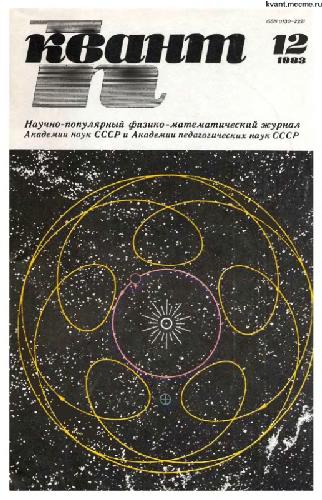 kvant.mccme.ru
ISSN 0130-2221
квант 12
1983
Научно-популярный физико-математический журнал
Академии наук СССР и Академии педагогических наук СССР